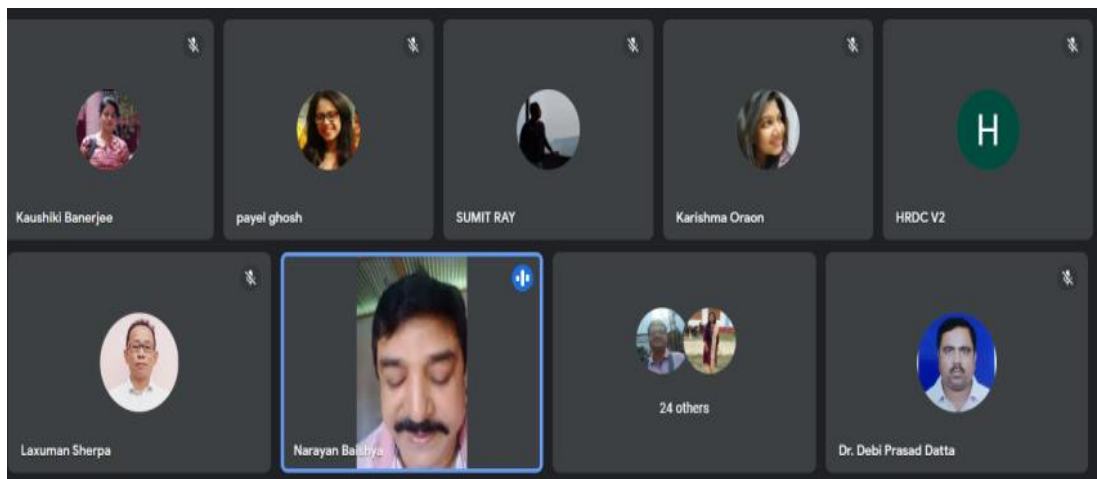 Kaushiki Banerjee
payel ghosh
SUMIT RAY
Karishma Oraon
H
HRDC V2
Laxuman Sherpa
Narayan Baishya
24 others
Dr. Debi Prasad Datta